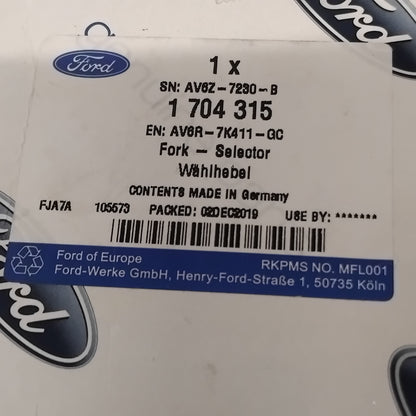 Ford
1 x
SN: AV6Z-7230-B
1 704 315
EN: AV6R-7K411-GC
Fork - Selector
Wählhebel
CONTENTS MADE IN Germany
FJA7A 105573 PACKED: 02DEC2019 USE BY: *******
Ford of Europe RKPMS NO. MFL001
Ford-Werke GmbH, Henry-Ford-Straße 1, 50735 Köln